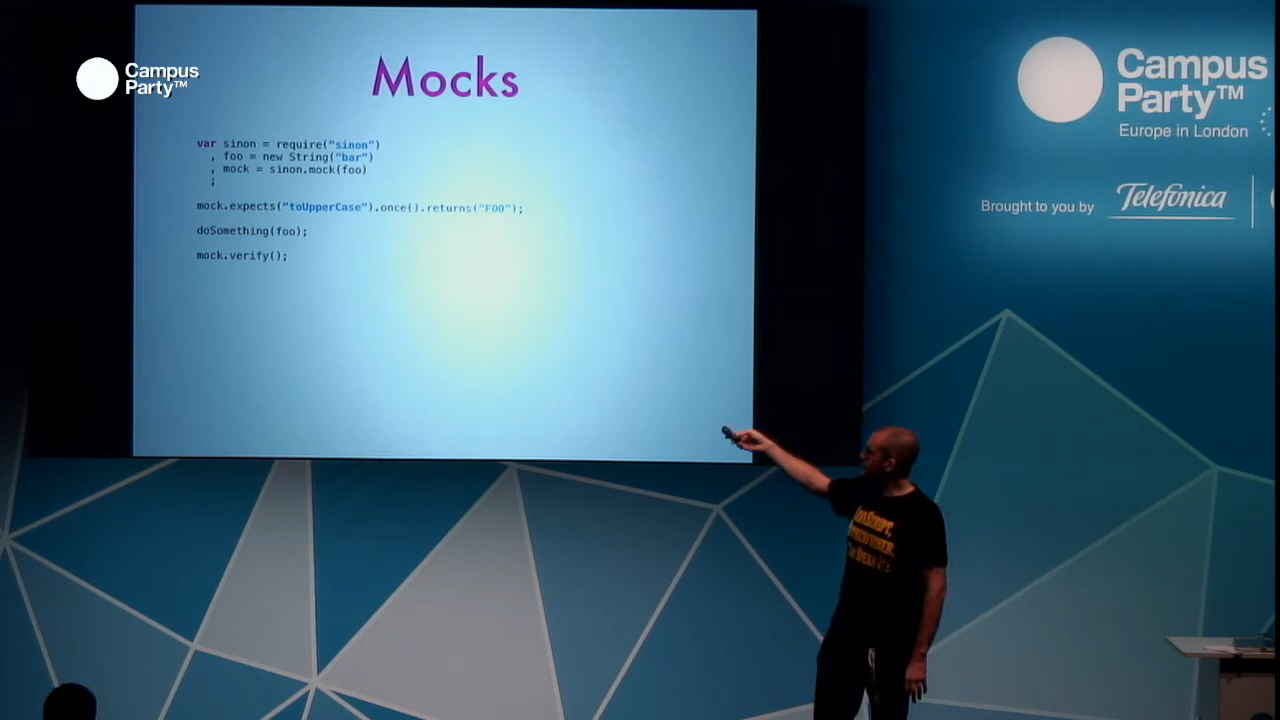 Campus
Party™
Mocks
var sinon = require("sinon")
, foo = new String("bar")
, mock = sinon.mock(foo)
;
mock.expects("toUpperCase").once().returns("FOO");
doSomething(foo);
mock.verify();
Campus
Party™
Europe in London
Brought to you by
Telefonica
JavaScript,